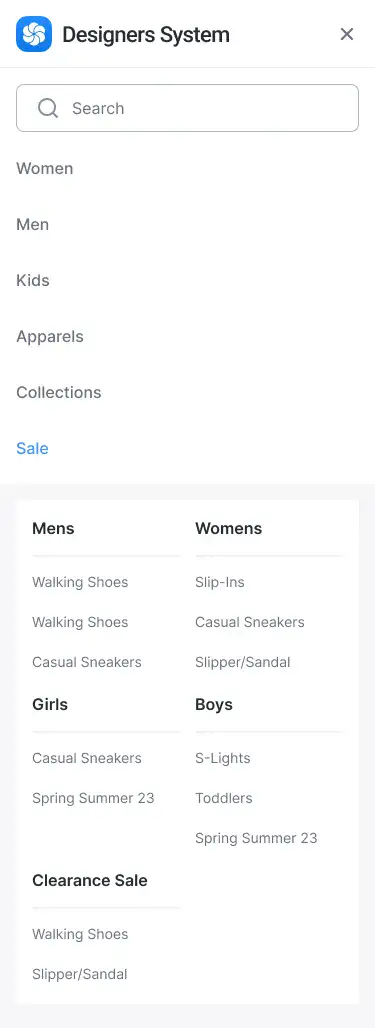 Designers System
Search
Women
Men
Kids
Apparels
Collections
Sale
Mens
Walking Shoes
Walking Shoes
Casual Sneakers
Womens
Slip-Ins
Casual Sneakers
Slipper/Sandal
Girls
Casual Sneakers
Spring Summer 23
Boys
S-Lights
Toddlers
Spring Summer 23
Clearance Sale
Walking Shoes
Slipper/Sandal